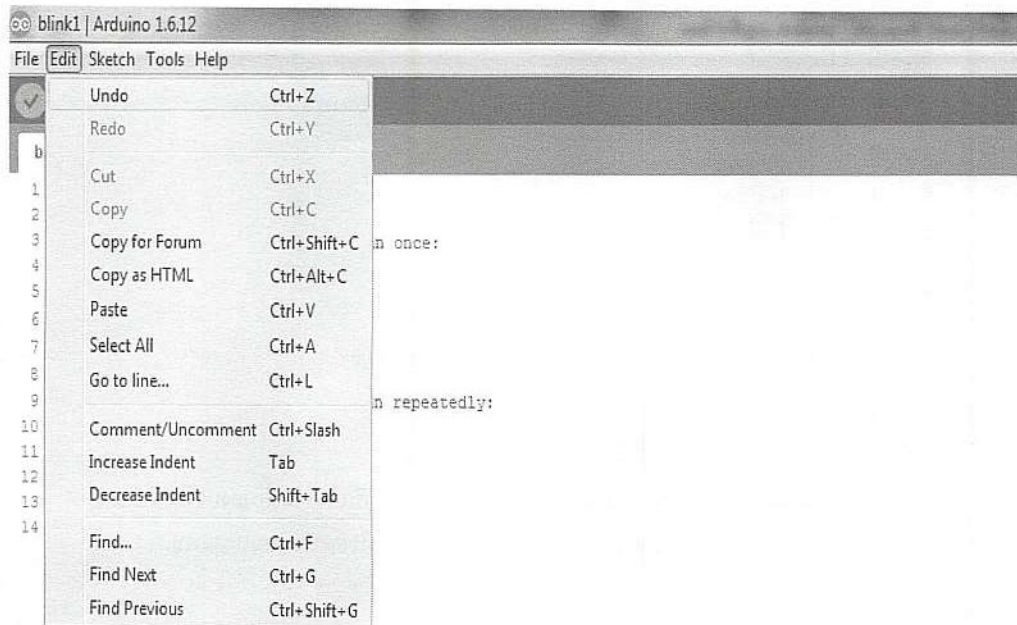 blink1 | Arduino 1.6.12
File Edit Sketch Tools Help
Undo Ctrl+Z
Redo Ctrl+Y
b
Cut Ctrl+X
1
Copy Ctrl+C
2
3 Copy for Forum Ctrl+Shift+C n once:
4
Copy as HTML Ctrl+Alt+C
5
Paste Ctrl+V
6
7 Select All Ctrl+A
8
Go to line... Ctrl+L
9 n repeatedly:
10
Comment/Uncomment Ctrl+Slash
11
Increase Indent Tab
12
13 Decrease Indent Shift+Tab
14
Find... Ctrl+F
Find Next Ctrl+G
Find Previous Ctrl+Shift+G